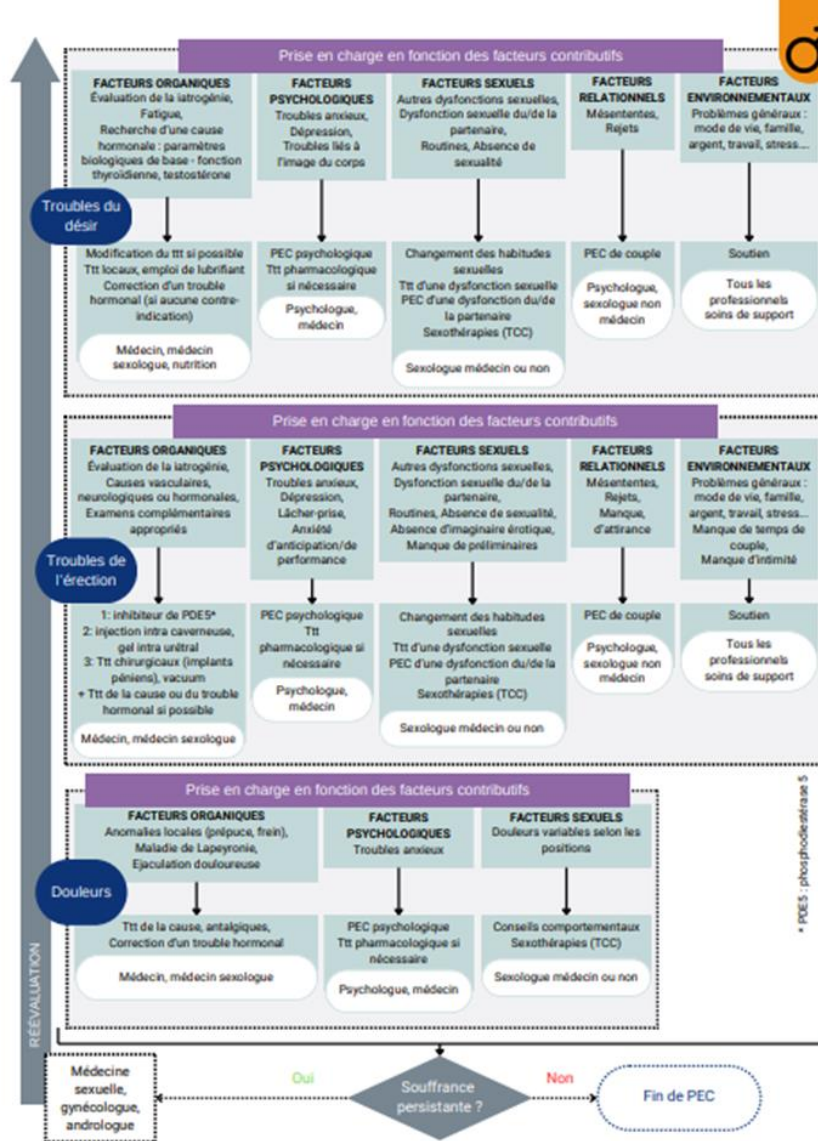 Prise en charge en fonction des facteurs contributifs
FACTEURS ORGANIQUES
Évaluation de la iatrogénie,
Fatigue,
Recherche d'une cause
hormonale : paramètres
biologiques de base - fonction
thyroïdienne, testostérone
FACTEURS
PSYCHOLOGIQUES
Troubles anxieux,
Dépression,
Troubles liés à
l'image du corps
FACTEURS SEXUELS
Autres dysfonctions sexuelles,
Dysfonction sexuelle du/de la
partenaire,
Routines, Absence de
sexualité
FACTEURS
RELATIONNELS
Mésententes,
Rejets
FACTEURS
ENVIRONNEMENTAUX
Problèmes généraux :
mode de vie, famille,
argent, travail, stress....
Troubles du
désir
Modification du ttt si possible
Ttt locaux, emploi de lubrifiant
Correction d'un trouble
hormonal (si aucune contre-
indication)
Médecin, médecin
sexologue, nutrition
PEC psychologique
Ttt pharmacologique
si nécessaire
Psychologue,
médecin
Changement des habitudes
sexuelles
Ttt d'une dysfonction sexuelle
PEC d'une dysfonction du/de
la partenaire
Sexothérapies (TCC)
Sexologue médecin ou non
PEC de couple
Psychologue,
sexologue non
médecin
Soutien
Tous les
professionnels
soins de support
Prise en charge en fonction des facteurs contributifs
FACTEURS ORGANIQUES
Évaluation de la iatrogénie,
Causes vasculaires,
neurologiques ou hormonales,
Examens complémentaires
appropriés
FACTEURS
PSYCHOLOGIQUES
Troubles anxieux,
Dépression,
Lâcher-prise,
Anxiété
d'anticipation/de
performance
FACTEURS SEXUELS
Autres dysfonctions sexuelles,
Dysfonction sexuelle du/de la
partenaire,
Routines, Absence de sexualité,
Absence d'imaginaire érotique,
Manque de préliminaires
FACTEURS
RELATIONNELS
Mésententes,
Rejets,
Manque
d'attirance
FACTEURS
ENVIRONNEMENTAUX
Problèmes généraux :
mode de vie, famille,
argent, travail, stress...
Manque de temps de
couple,
Manque d'intimité
Troubles de
l'érection
1: inhibiteur de PDE5*
2: injection intra caverneuse,
gel intra urétral
3: Ttt chirurgicaux (implants
péniens), vacuum
+ Ttt de la cause ou du trouble
hormonal si possible
Médecin, médecin sexologue
PEC psychologique
Ttt
pharmacologique si
nécessaire
Psychologue,
médecin
Changement des habitudes
sexuelles
Ttt d'une dysfonction sexuelle
PEC d'une dysfonction du/de la
partenaire
Sexothérapies (TCC)
Sexologue médecin ou non
PEC de couple
Psychologue,
sexologue non
médecin
Soutien
Tous les
professionnels
soins de support
Prise en charge en fonction des facteurs contributifs
FACTEURS ORGANIQUES
Anomalies locales (prépuce, frein),
Maladie de Lapeyronie,
Ejaculation douloureuse
FACTEURS
PSYCHOLOGIQUES
Troubles anxieux
FACTEURS SEXUELS
Douleurs variables selon les
positions
Douleurs
Ttt de la cause, antalgiques,
Correction d'un trouble hormonal
Médecin, médecin sexologue
PEC psychologique
Ttt pharmacologique si
nécessaire
Psychologue, médecin
Conseils comportementaux
Sexothérapies (TCC)
Sexologue médecin ou non
* PDE5 : phosphodiestérase 5
RÉÉVALUATION
Médecine
sexuelle,
gynécologue,
andrologue
Oui
Souffrance
persistante ?
Non
Fin de PEC